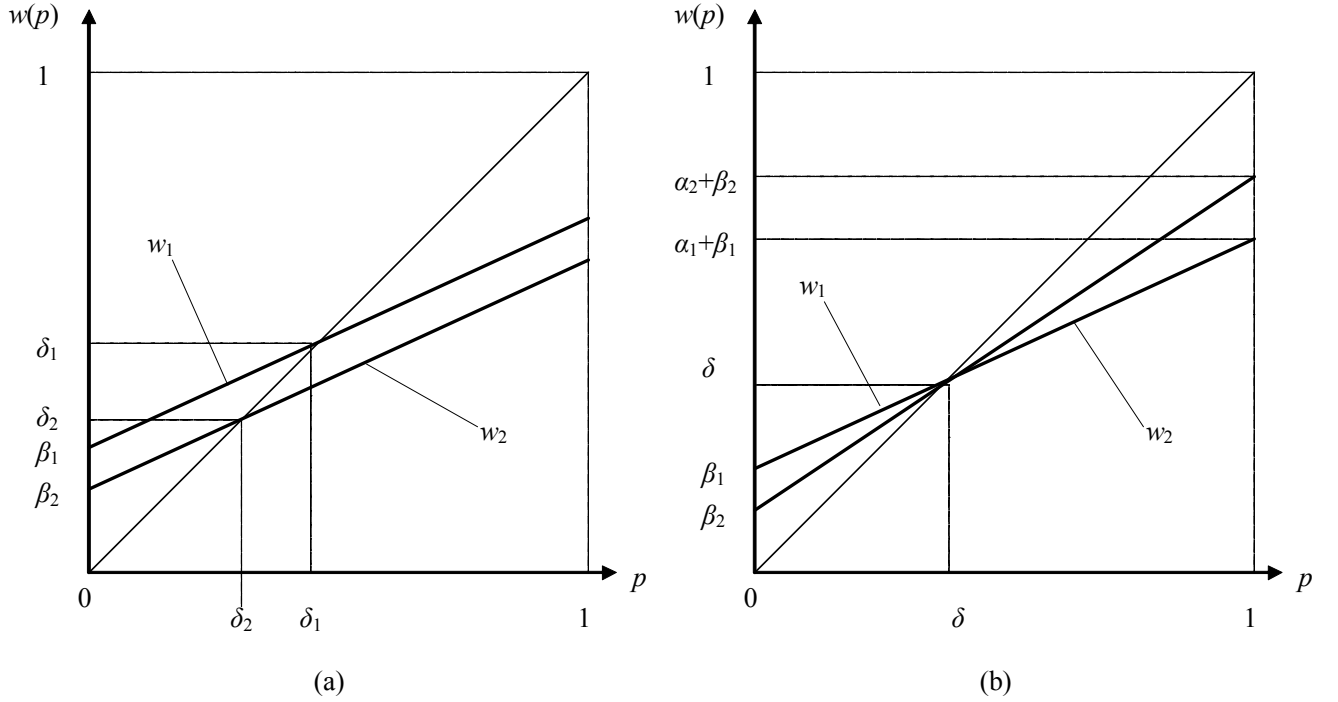 w(p)
1
w₁
δ₁
δ₂
β₁
β₂
w₂
p
0
δ₂ δ₁ 1
(a)
w(p)
1
α₂+β₂
α₁+β₁
w₁
δ
w₂
β₁
β₂
p
0
δ 1
(b)